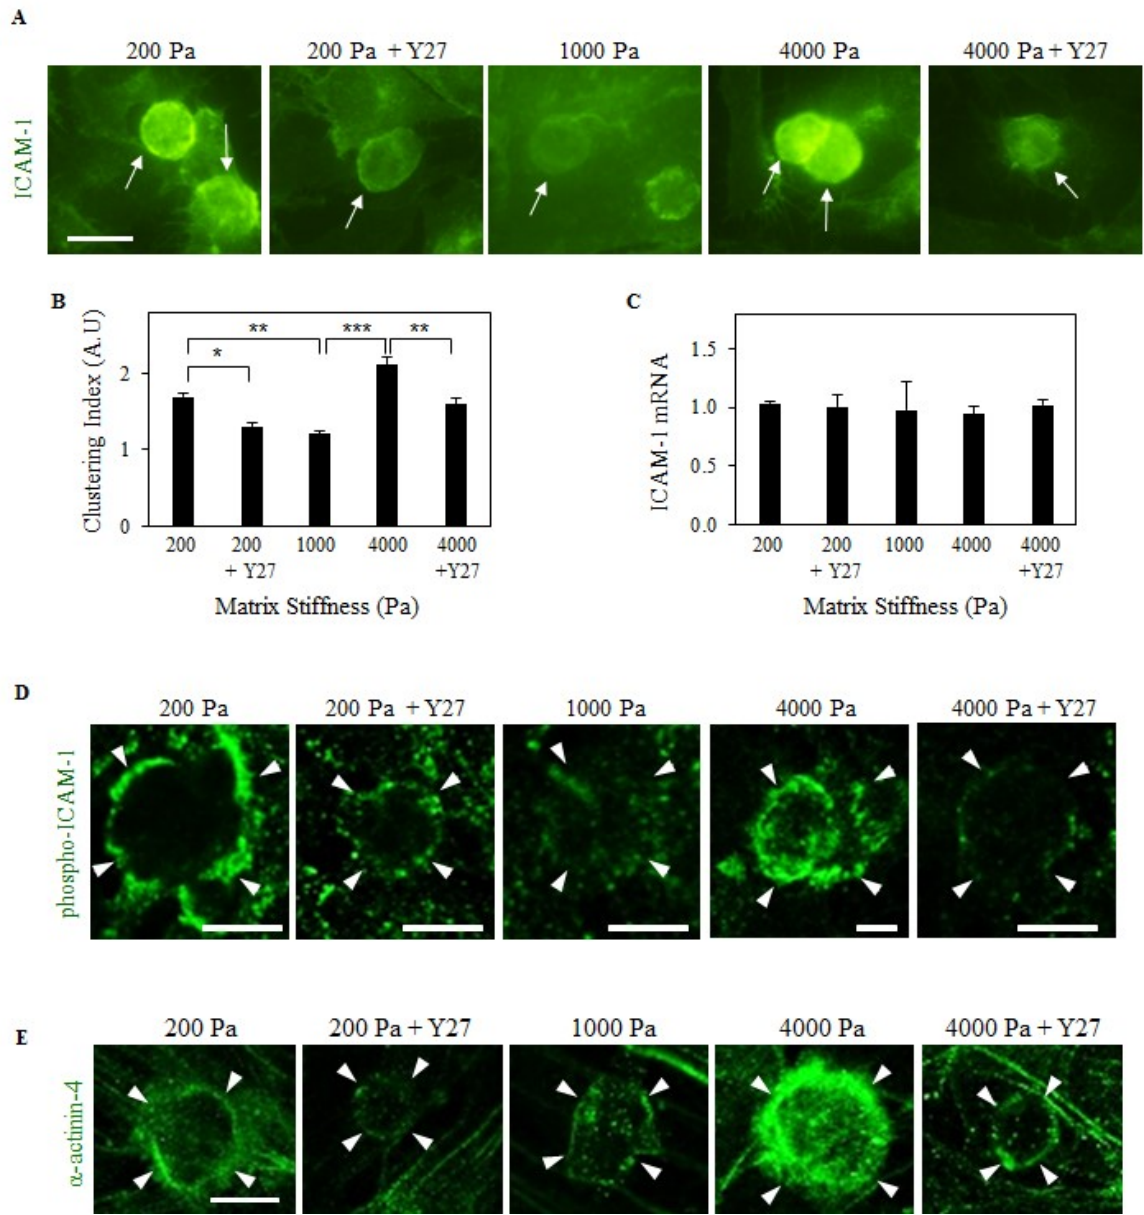 A
200 Pa
200 Pa + Y27
1000 Pa
4000 Pa
4000 Pa + Y27
ICAM-1
B
Clustering Index (A.U)
2
1
0
*
**
***
**
200
200 + Y27
1000
4000
4000 +Y27
Matrix Stiffness (Pa)
C
ICAM-1 mRNA
1.5
1.0
0.5
0.0
200
200 + Y27
1000
4000
4000 +Y27
Matrix Stiffness (Pa)
D
200 Pa
200 Pa + Y27
1000 Pa
4000 Pa
4000 Pa + Y27
phospho-ICAM-1
E
200 Pa
200 Pa + Y27
1000 Pa
4000 Pa
4000 Pa + Y27
α-actinin-4